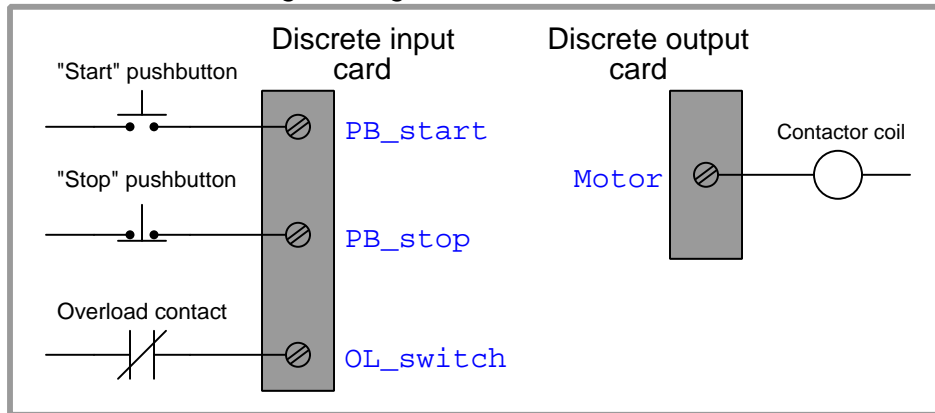 Discrete input
card
Discrete output
card
"Start" pushbutton
PB_start
Contactor coil
"Stop" pushbutton
Motor
PB_stop
Overload contact
OL_switch